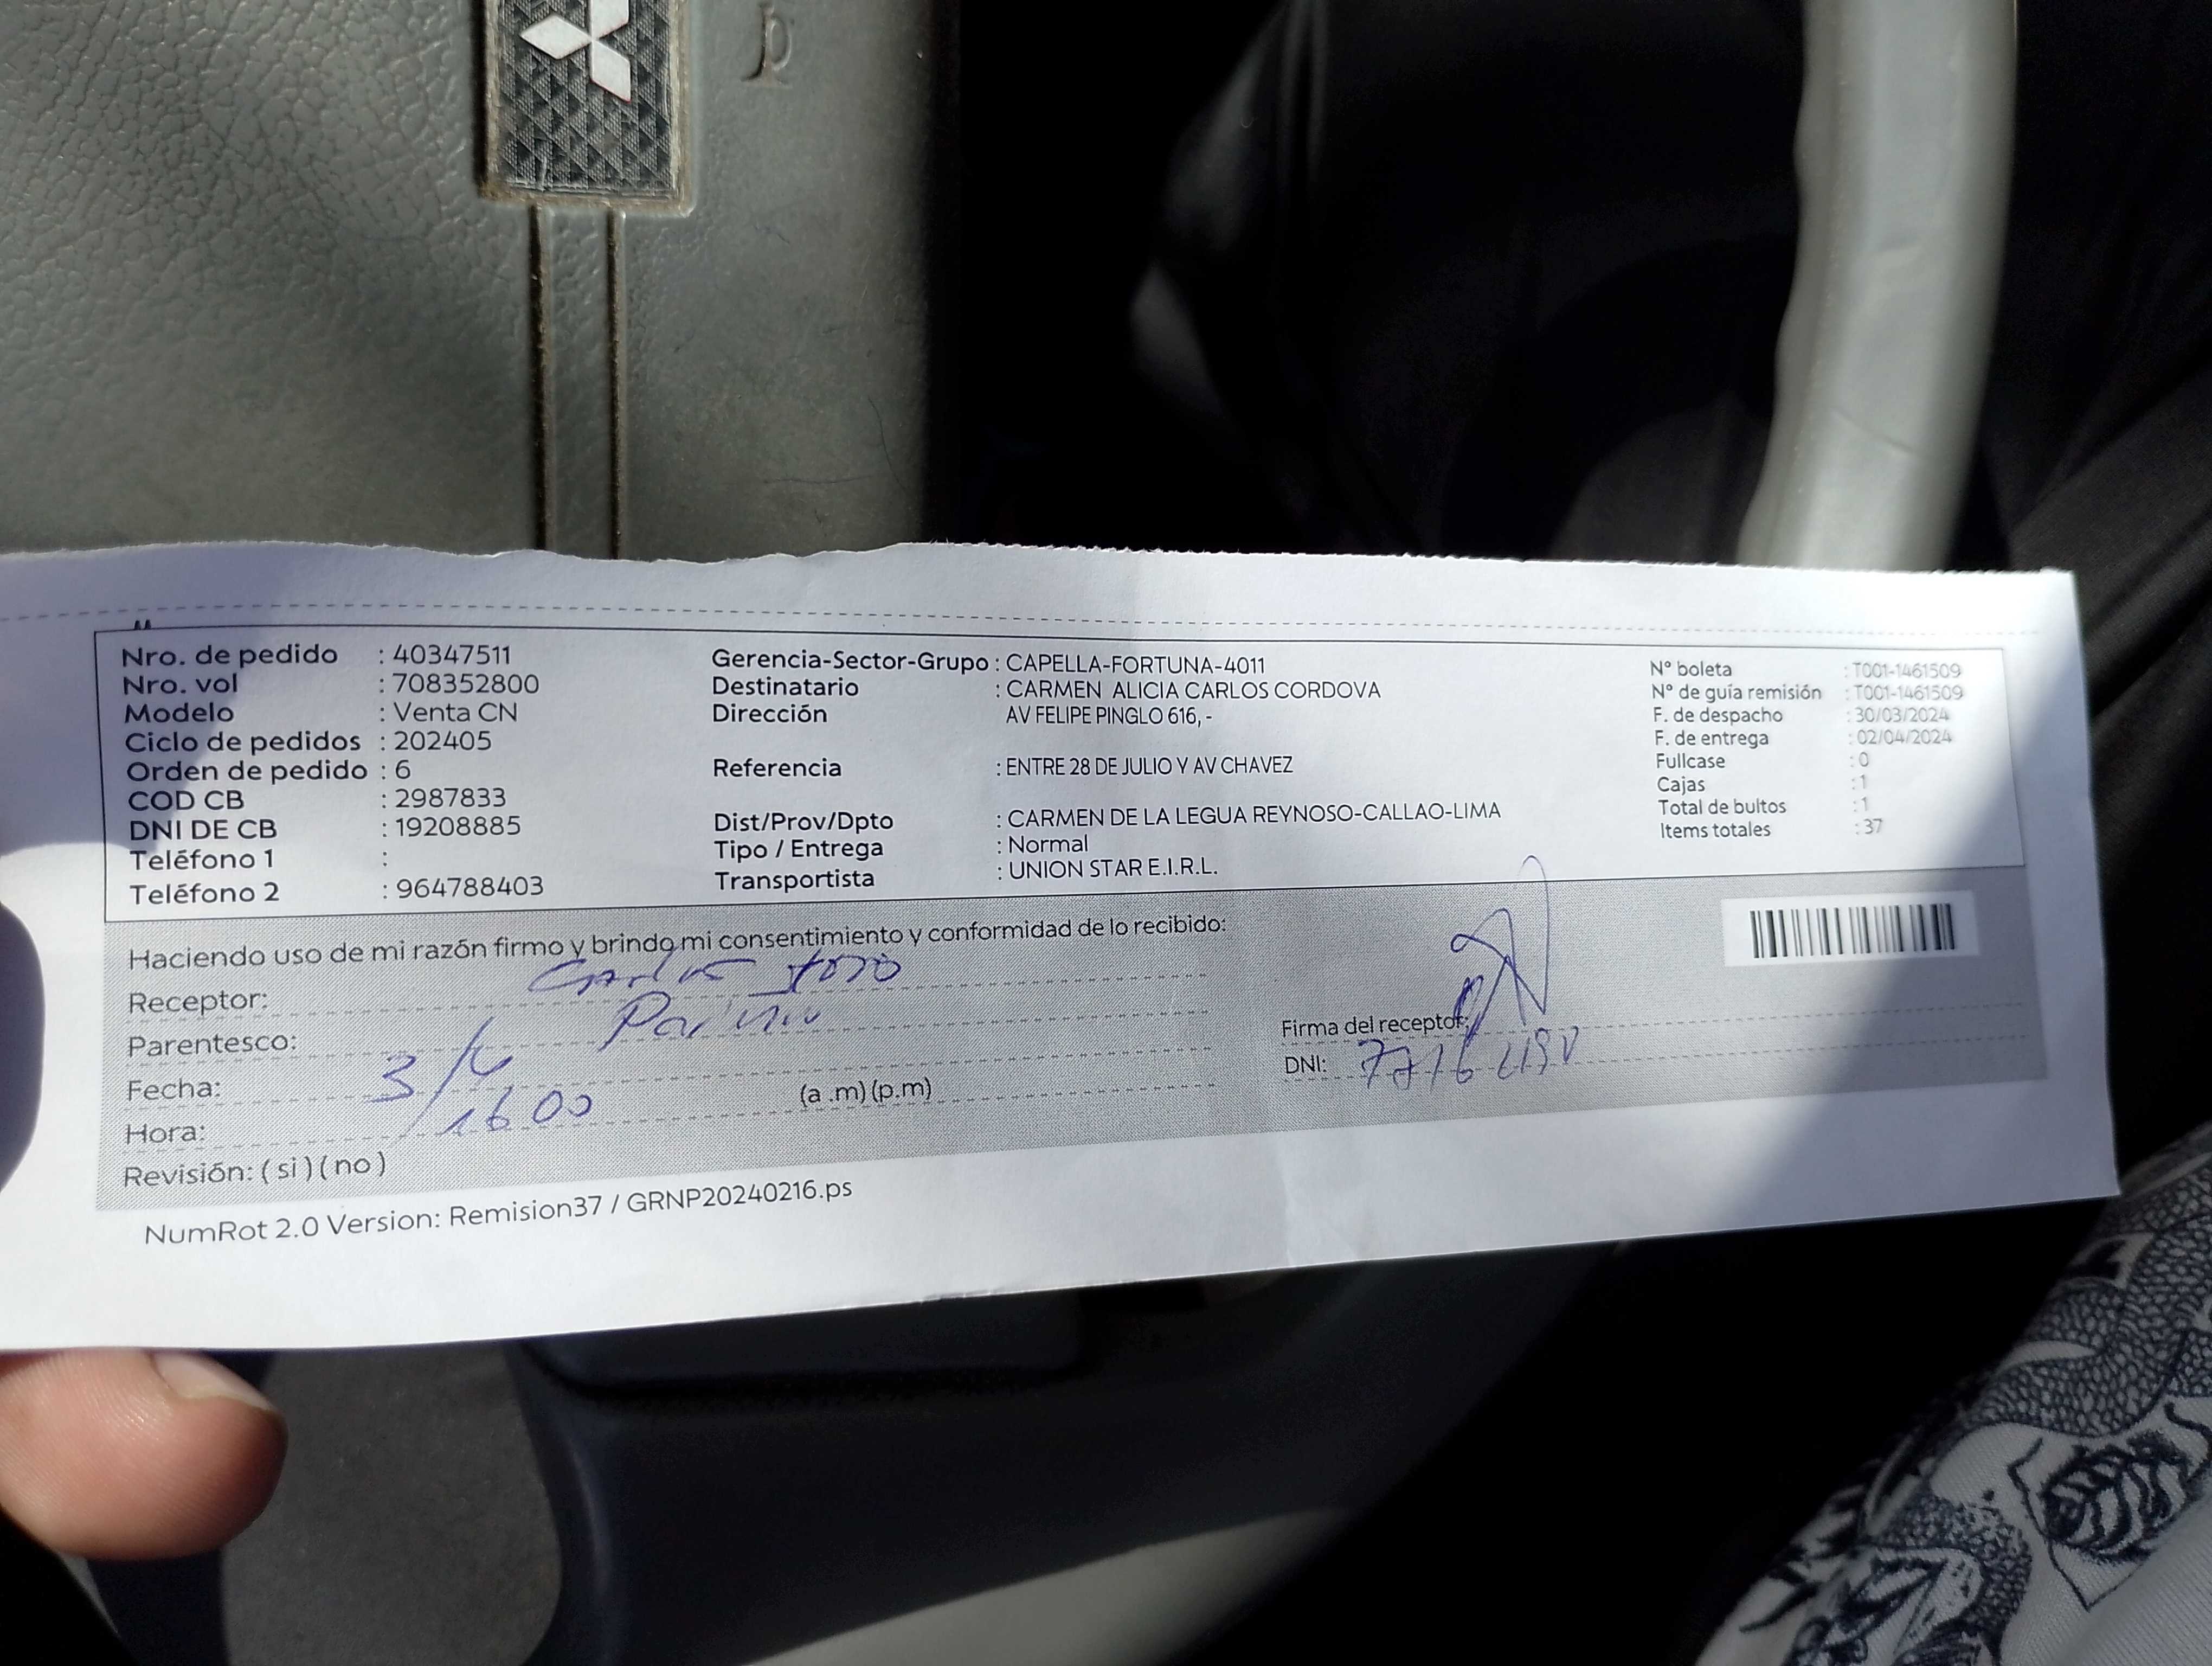 Nro. de pedido : 40347511
Nro. vol : 708352800
Modelo : Venta CN
Ciclo de pedidos : 202405
Orden de pedido : 6
COD CB : 2987833
DNI DE CB : 19208885
Teléfono 1 :
Teléfono 2 : 964788403
Gerencia-Sector-Grupo : CAPELLA-FORTUNA-4011
Destinatario : CARMEN ALICIA CARLOS CORDOVA
Dirección AV FELIPE PINGLO 616, -
Referencia : ENTRE 28 DE JULIO Y AV CHAVEZ
Dist/Prov/Dpto : CARMEN DE LA LEGUA REYNOSO-CALLAO-LIMA
Tipo / Entrega : Normal
Transportista : UNION STAR E.I.R.L.
N° boleta : T001-1461509
N° de guía remisión : T001-1461509
F. de despacho : 30/03/2024
F. de entrega : 02/04/2024
Fullcase : 0
Cajas : 1
Total de bultos : 1
Items totales : 37
Haciendo uso de mi razón firmo y brindo mi consentimiento y conformidad de lo recibido:
Receptor:
Parentesco:
Fecha: 3/4
Hora: 1600 (a .m) (p.m)
Revisión: ( si ) ( no )
Firma del receptor:
DNI:
NumRot 2.0 Version: Remision37 / GRNP20240216.ps